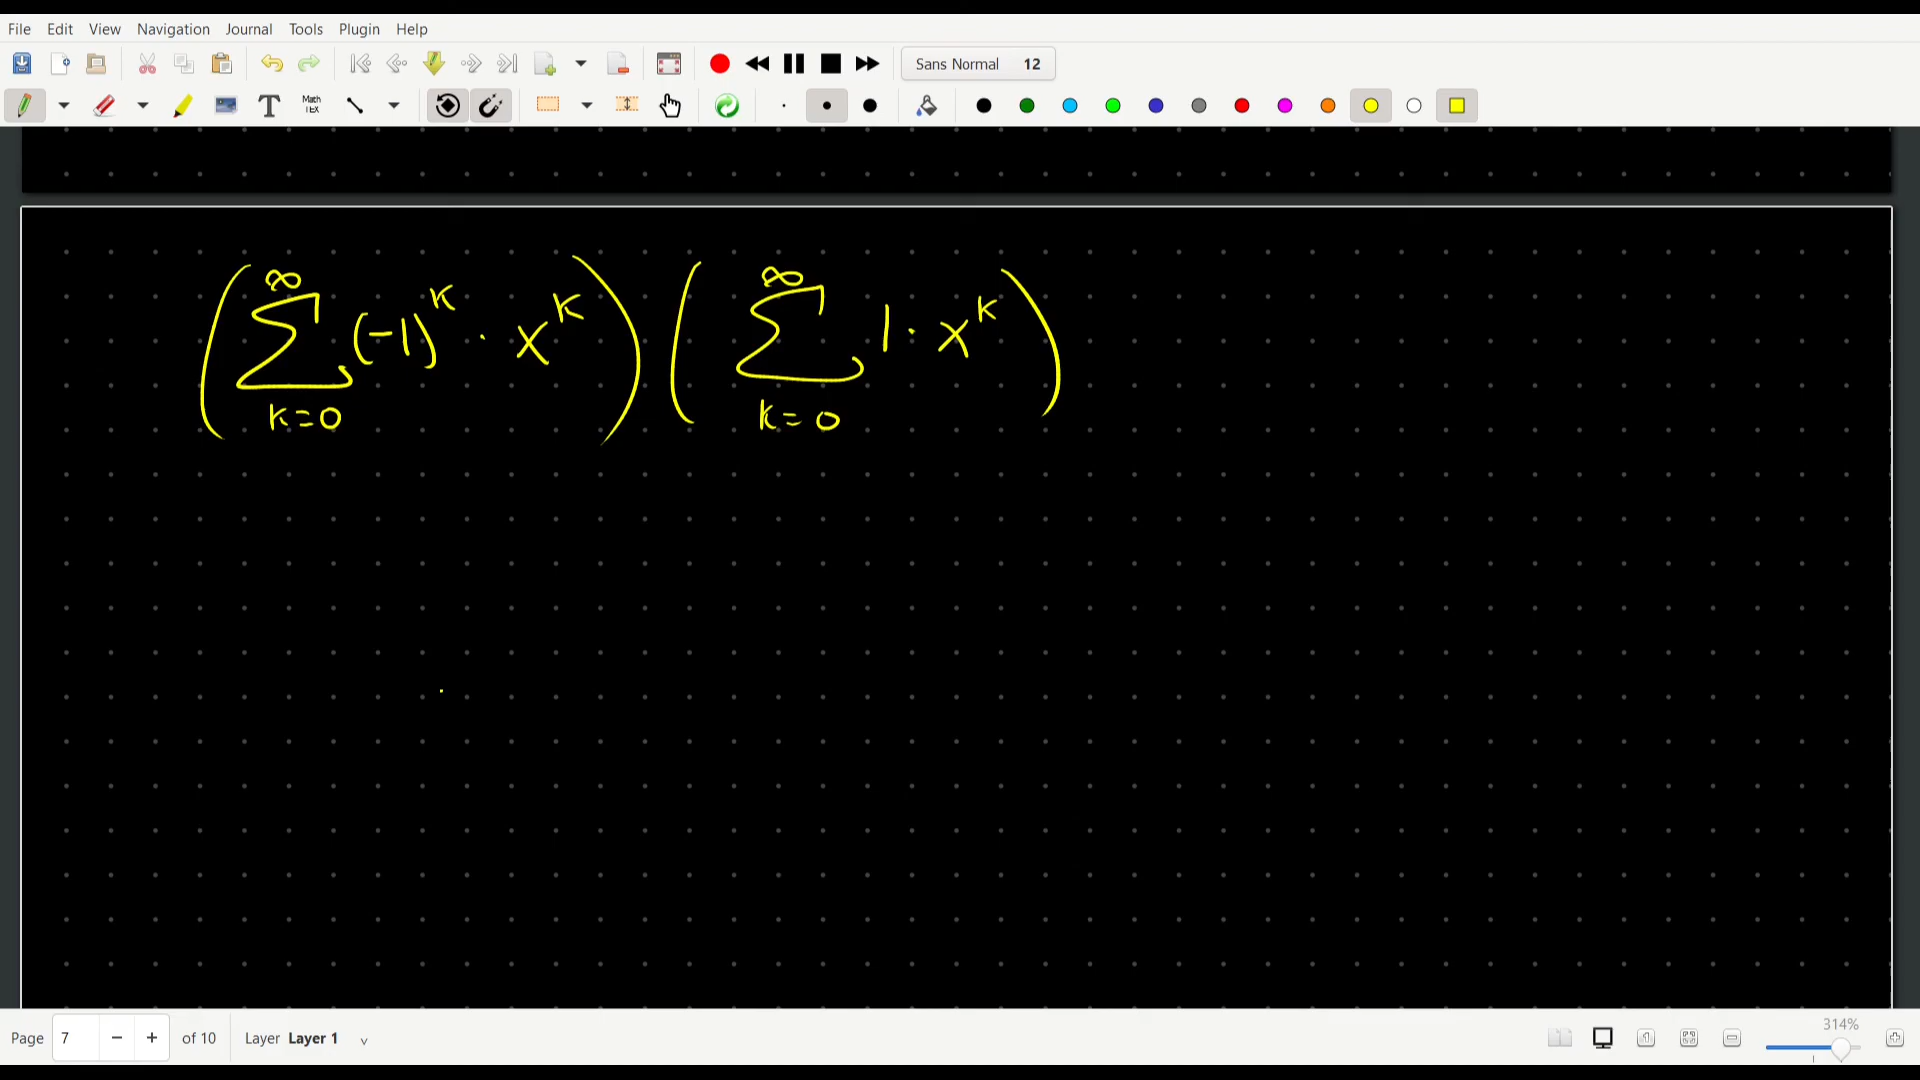 File Edit View Navigation Journal Tools Plugin Help
Sans Normal 12
T Math TEX
∞ ∞
(∑ (-1)^k · x^k) (∑ 1 · x^k)
k=0 k=0
Page 7 − + of 10 Layer Layer 1 314%